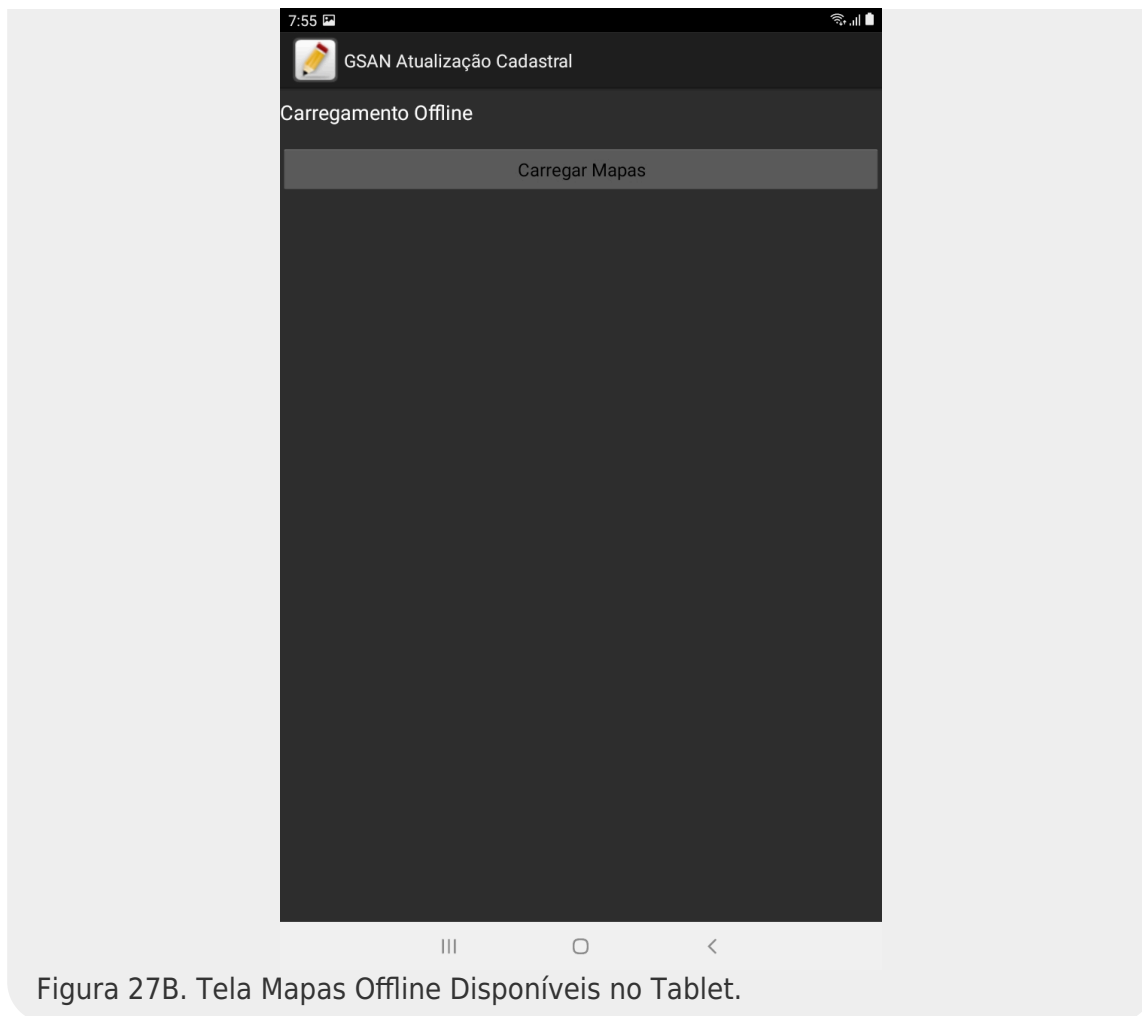 7:55
GSAN Atualização Cadastral
Carregamento Offline
Carregar Mapas
Figura 27B. Tela Mapas Offline Disponíveis no Tablet.